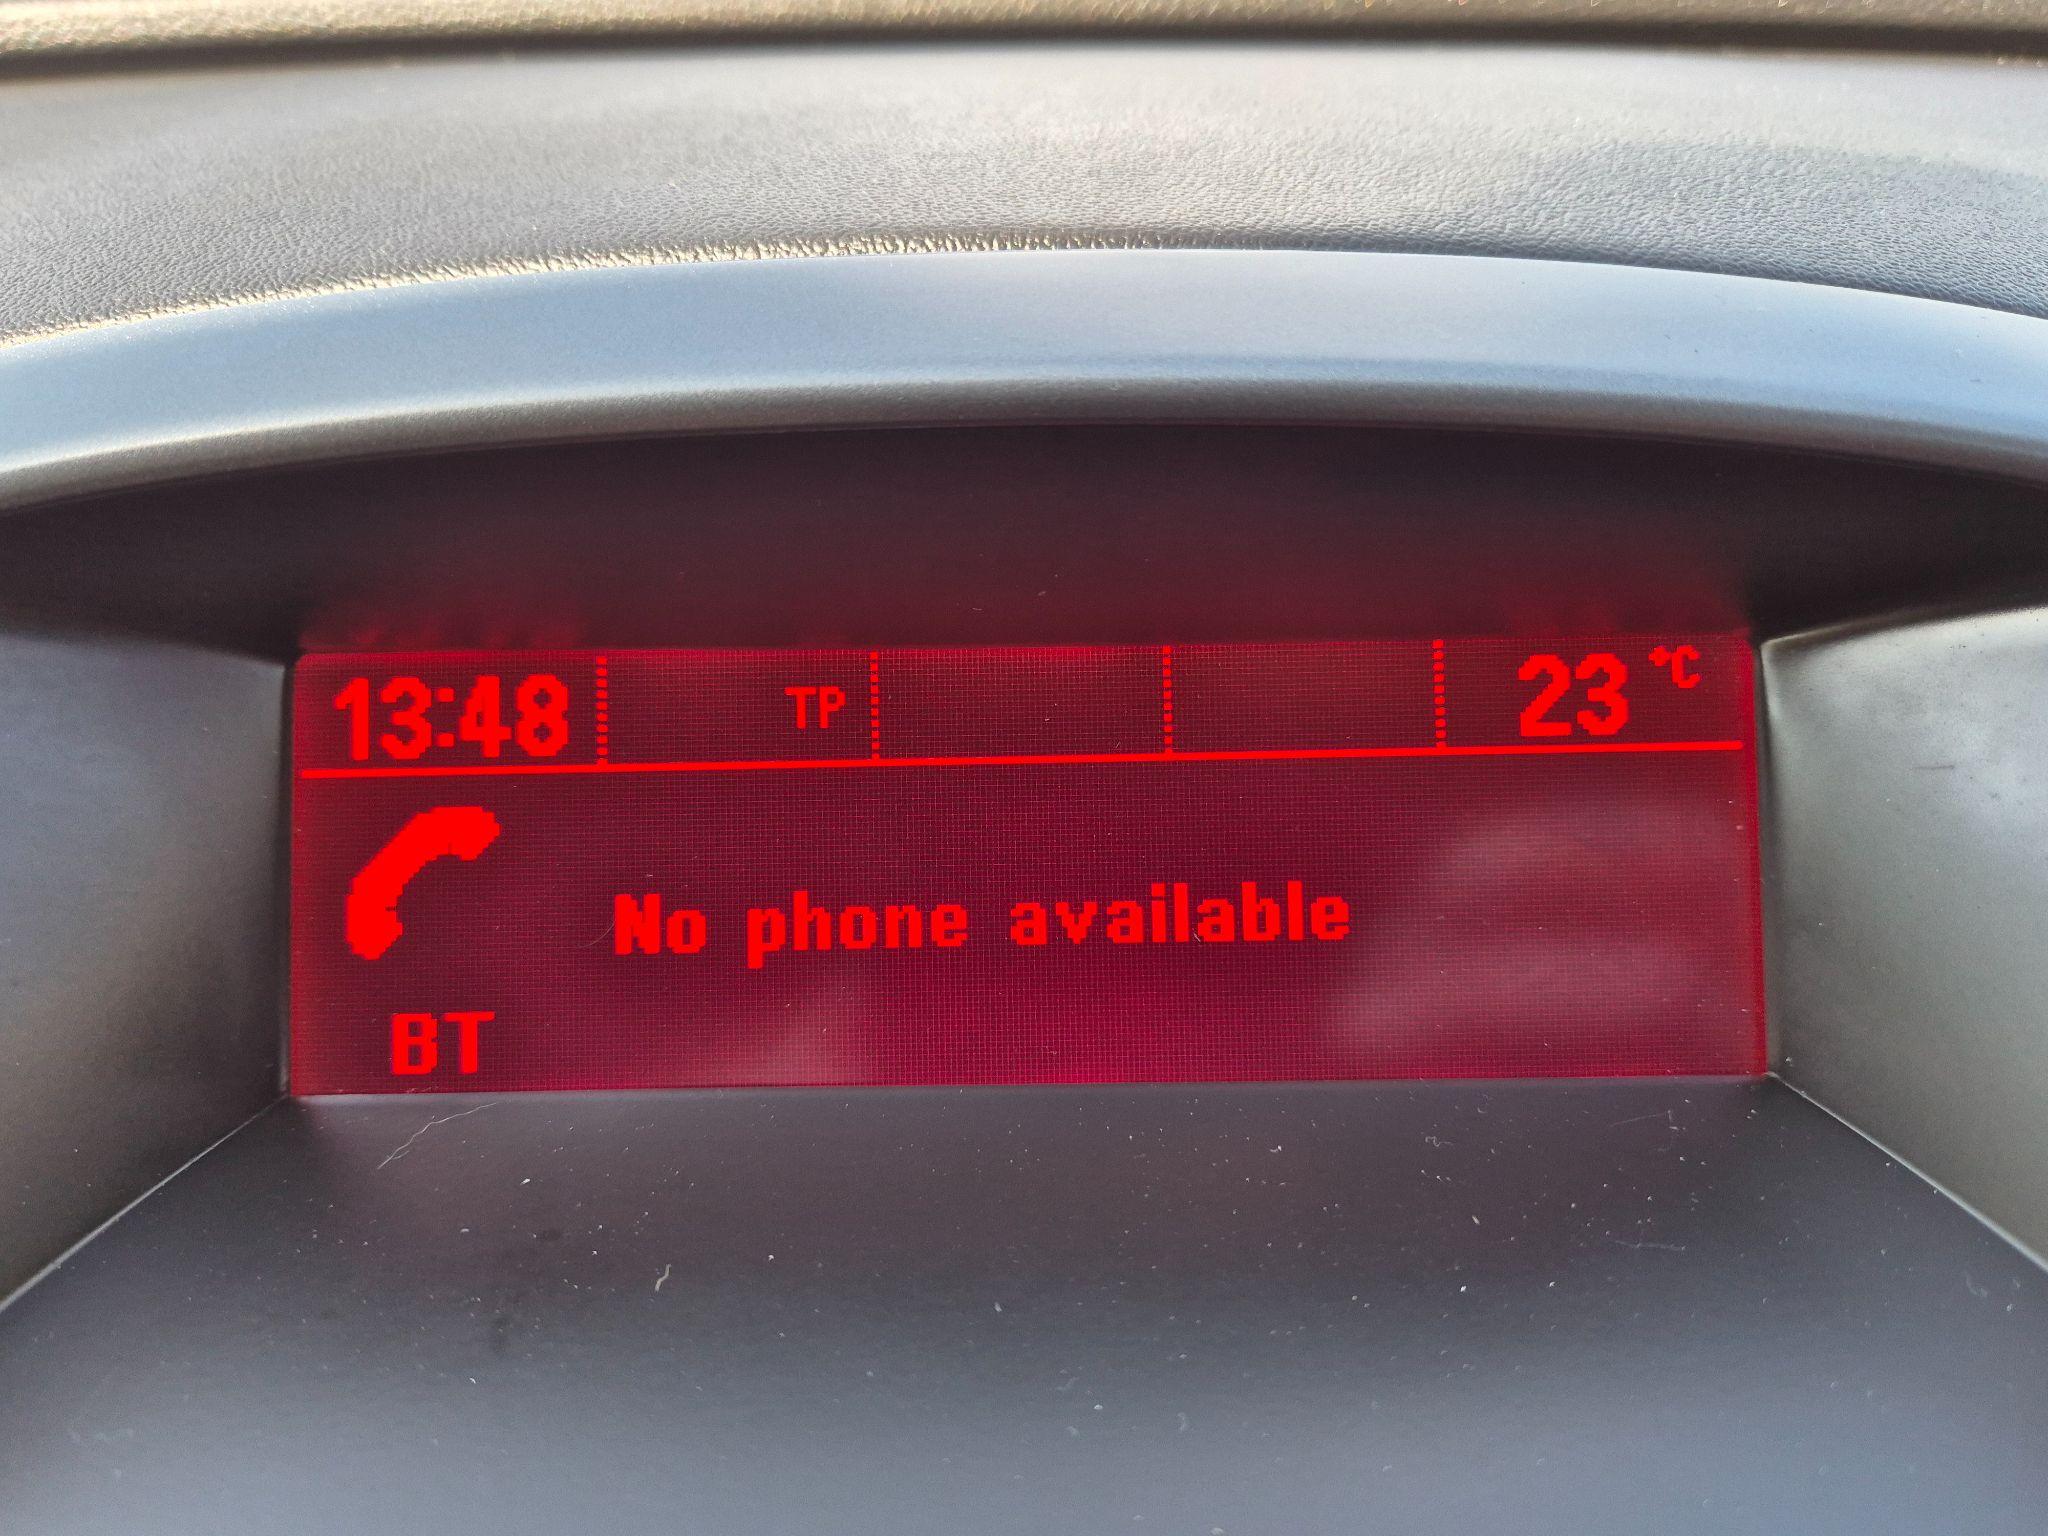 13:48 TP 23 °C
No phone available
BT